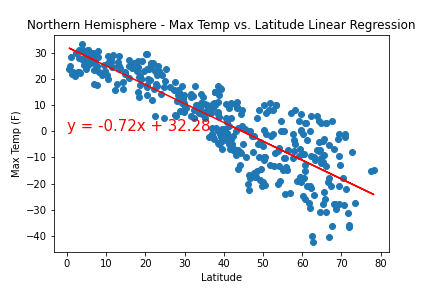 Northern Hemisphere - Max Temp vs. Latitude Linear Regression
30
20
10
0
−10
−20
−30
−40
Max Temp (F)
y = -0.72x + 32.28
0 10 20 30 40 50 60 70 80
Latitude